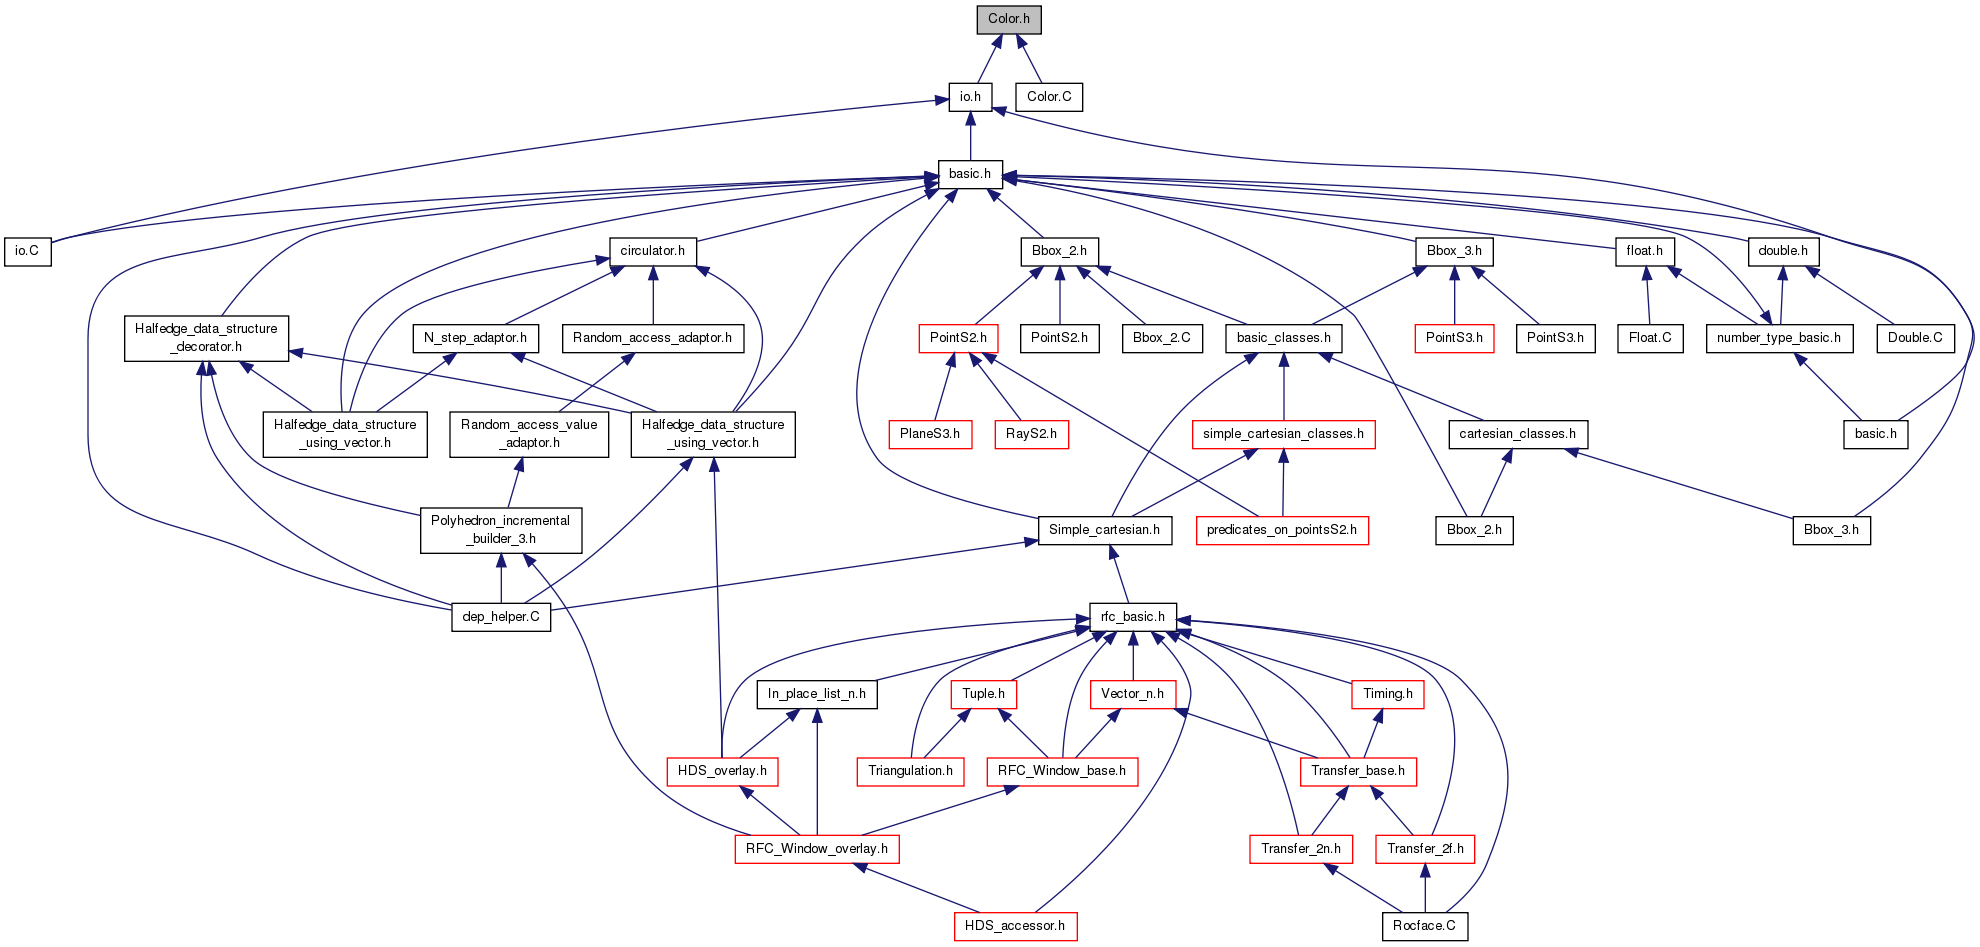 Color.h
io.h
Color.C
basic.h
io.C
circulator.h
Bbox_2.h
Bbox_3.h
float.h
double.h
Halfedge_data_structure
_decorator.h
N_step_adaptor.h
Random_access_adaptor.h
PointS2.h
PointS2.h
Bbox_2.C
basic_classes.h
PointS3.h
PointS3.h
Float.C
number_type_basic.h
Double.C
Halfedge_data_structure
_using_vector.h
Random_access_value
_adaptor.h
Halfedge_data_structure
_using_vector.h
PlaneS3.h
RayS2.h
simple_cartesian_classes.h
cartesian_classes.h
basic.h
Polyhedron_incremental
_builder_3.h
Simple_cartesian.h
predicates_on_pointsS2.h
Bbox_2.h
Bbox_3.h
dep_helper.C
rfc_basic.h
In_place_list_n.h
Tuple.h
Vector_n.h
Timing.h
HDS_overlay.h
Triangulation.h
RFC_Window_base.h
Transfer_base.h
RFC_Window_overlay.h
Transfer_2n.h
Transfer_2f.h
HDS_accessor.h
Rocface.C